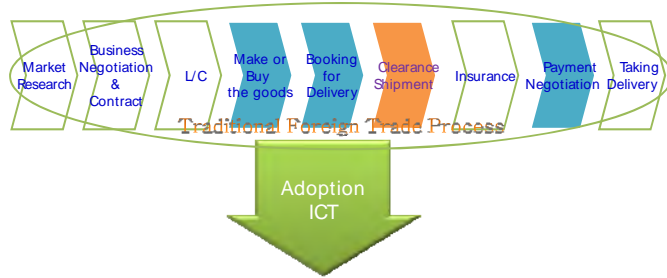 Market
Research
Business
Negotiation
&
Contract
L/C
Make or
Buy
the goods
Booking
for
Delivery
Clearance
Shipment
Insurance
Payment
Negotiation
Taking
Delivery
Traditional Foreign Trade Process
Adoption
ICT